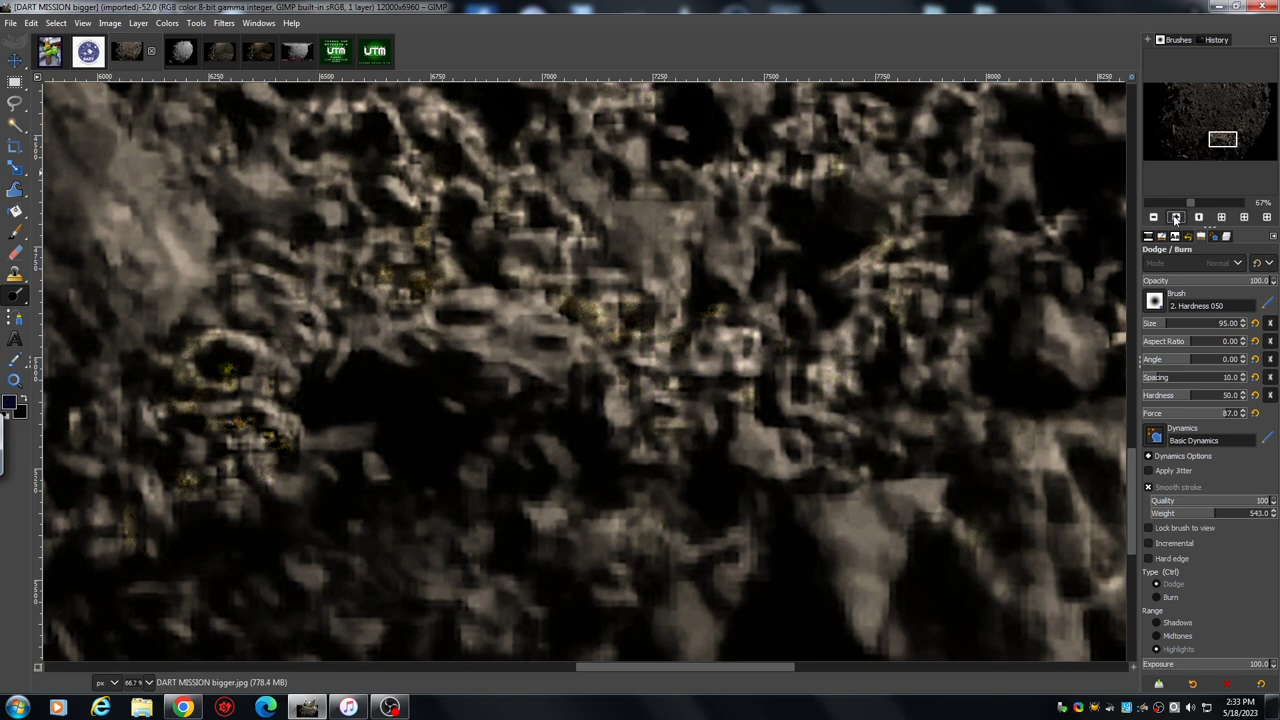 [DART MISSION bigger] (imported)-52.0 (RGB color 8-bit gamma integer, GIMP built-in sRGB, 1 layer) 12000x6960 – GIMP
File Edit Select View Image Layer Colors Tools Filters Windows Help
DART UTM UTM
Brushes History
6000 6250 6500 6750 7000 7250 7500 7750 8000 8250
67%
Dodge / Burn
Mode Normal
Opacity 100.0
Brush
2. Hardness 050
Size 95.00
Aspect Ratio 0.00
Angle 0.00
Spacing 10.0
Hardness 50.0
Force 87.0
Dynamics
Basic Dynamics
Dynamics Options
Apply Jitter
Smooth stroke
Quality 100
Weight 543.0
Lock brush to view
Incremental
Hard edge
Type (Ctrl)
Dodge
Burn
Range
Shadows
Midtones
Highlights
Exposure 100.0
px 66.7 % DART MISSION bigger.jpg (778.4 MB)
2:33 PM
5/18/2023